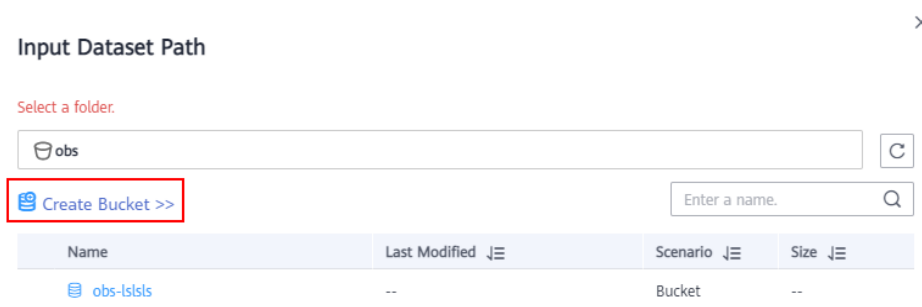 Input Dataset Path
Select a folder.
obs
Create Bucket >>
Enter a name.
Name Last Modified Scenario Size
obs-lslsls -- Bucket --